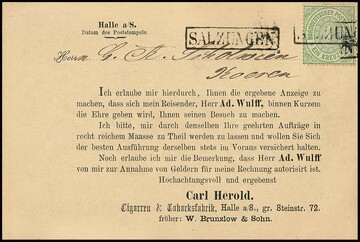 Halle a/S.
Datum des Poststempels.
SALZUNGEN
Herrn G. A.
Ich erlaube mir hierdurch, Ihnen die ergebene Anzeige zu
machen, dass sich mein Reisender, Herr Ad. Wulff, binnen Kurzem
die Ehre geben wird, Ihnen seinen Besuch zu machen.
Ich bitte, mir durch denselben Ihre geehrten Aufträge in
recht reichem Maasse zu Theil werden zu lassen und wollen Sie Sich
der besten Ausführung derselben stets im Voraus versichert halten.
Noch erlaube ich mir die Bemerkung, dass Herr Ad. Wulff
von mir zur Annahme von Geldern für meine Rechnung autorisirt ist.
Hochachtungsvoll und ergebenst
Carl Herold.
Cigarren & Tabacksfabrik, Halle a/S., gr. Steinstr. 72.
früher: W. Brunzlow & Sohn.